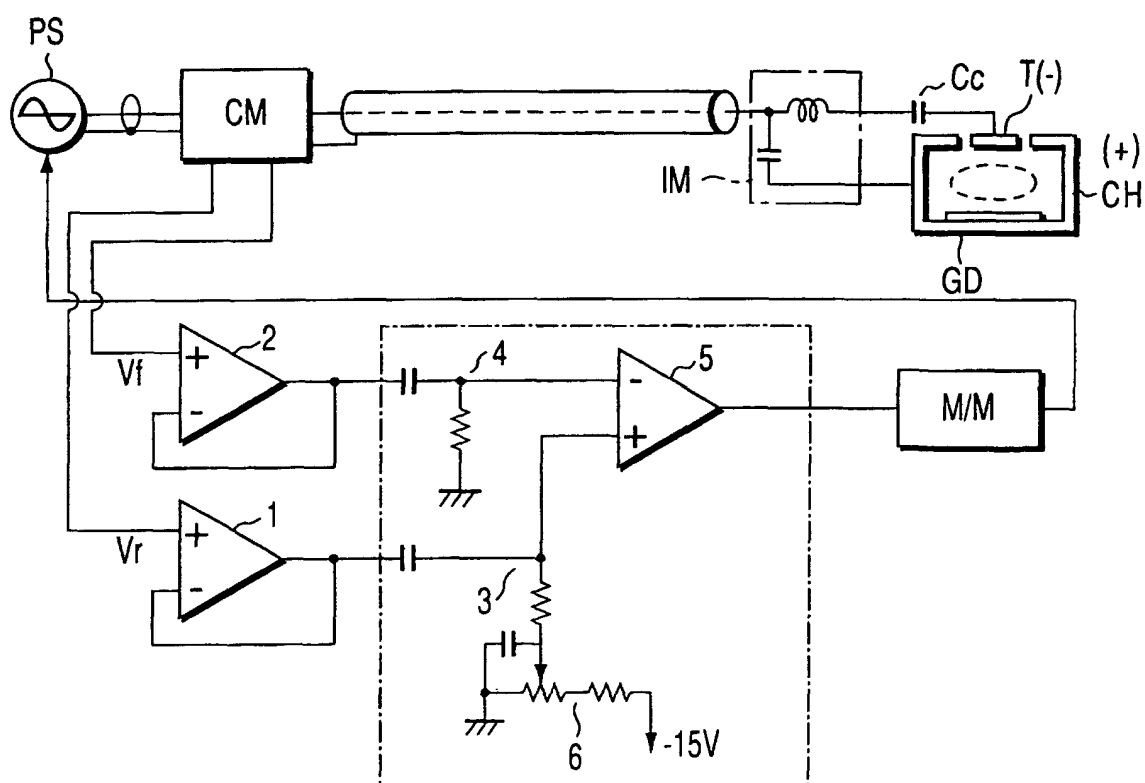 PS
CM
IM
Cc
T(-)
(+)
CH
GD
Vf
+
-
2
4
-
+
5
M/M
Vr
+
-
1
3
6
-15V